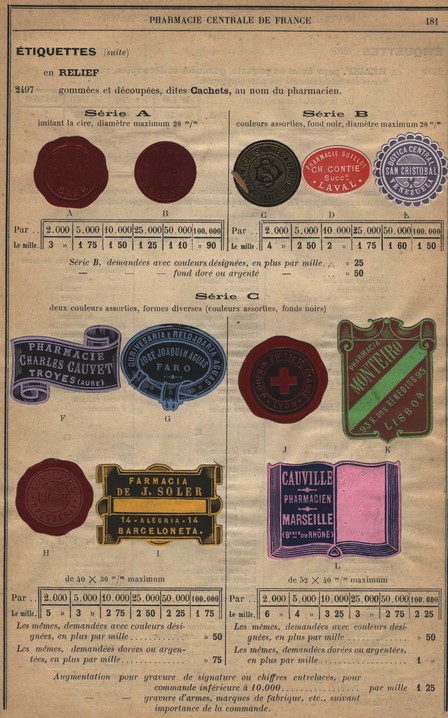 PHARMACIE CENTRALE DE FRANCE 481
ÉTIQUETTES (suite)
en RELIEF
2497 gommées et découpées, dites Cachets, au nom du pharmacien.
Série A
imitant la cire, diamètre maximum 28 m/m
Série B
couleurs assorties, fond noir, diamètre maximum 28 m/m
PHARMACIE
CH. CONTIE
Succr
LAVAL
BOTICA CENTRAL
SAN CRISTOBAL
VENEZUELA
A B C D E
Par .. 2.000 5.000 10.000 25.000 50.000 100.000
Le mille. 3 » 1 75 1 50 1 25 1 10 » 90
Par .. 2.000 5.000 10.000 25.000 50.000 100.000
Le mille. 4 » 2 50 2 » 1 75 1 60 1 50
Série B, demandées avec couleurs désignées, en plus par mille... » 25
— — fond doré ou argenté — ... » 50
Série C
deux couleurs assorties, formes diverses (couleurs assorties, fonds noirs)
PHARMACIE
CHARLES CAUVET
TROYES (AUBE)
F
OURIVESARIA E RELOJOARIA AGUAS
JOSÉ JOAQUIM AGUAS
FARO
G
J
PHARMACIE
MONTEIRO
93 R. DOS REMEDIOS 95
LISBOA
K
H
FARMACIA
DE J. SOLER
14 - ALEGRIA - 14
BARCELONETA.
I
CAUVILLE
PHARMACIEN
MARSEILLE
(Bches DU RHÔNE)
L
de 40 × 30 m/m maximum
Par .. 2.000 5.000 10.000 25.000 50.000 100.000
Le mille. 5 » 3 » 2 75 2 50 2 25 1 75
Les mêmes, demandées avec couleurs dési-
gnées, en plus par mille.......... » 50
Les mêmes, demandées dorées ou argen-
tées, en plus par mille.......... » 75
de 52 × 40 m/m maximum
Par .. 2.000 5.000 10.000 25.000 50.000 100.000
Le mille. 6 » 4 » 3 25 3 » 2 75 2 25
Les mêmes, demandées avec couleurs dési-
gnées, en plus par mille.......... » 50
Les mêmes, demandées dorées ou argentées,
en plus par mille.......... 1 »
Augmentation pour gravure de signature ou chiffres entrelacés, pour
commande inférieure à 10.000........ par mille 1 25
— — gravure d'armes, marques de fabrique, etc., suivant
importance de la commande.